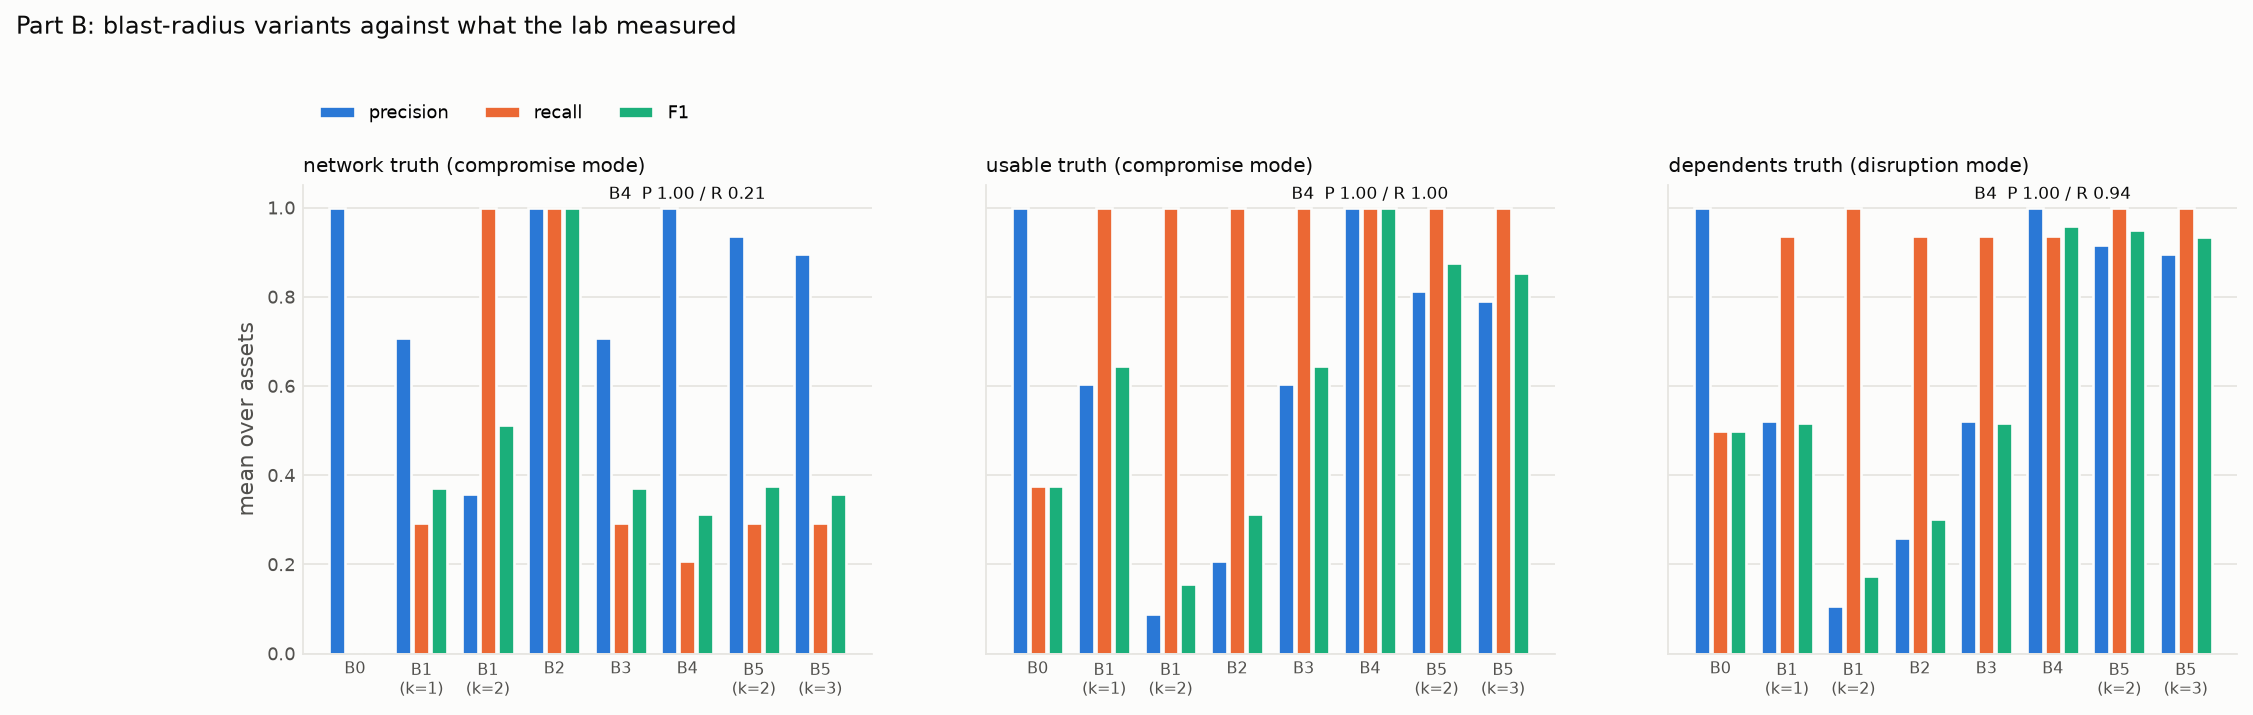 Part B: blast-radius variants against what the lab measured
precision recall F1
network truth (compromise mode)
B4 P 1.00 / R 0.21
mean over assets
1.0
0.8
0.6
0.4
0.2
0.0
B0 B1 B1 B2 B3 B4 B5 B5
(k=1) (k=2) (k=2) (k=3)
usable truth (compromise mode)
B4 P 1.00 / R 1.00
B0 B1 B1 B2 B3 B4 B5 B5
(k=1) (k=2) (k=2) (k=3)
dependents truth (disruption mode)
B4 P 1.00 / R 0.94
B0 B1 B1 B2 B3 B4 B5 B5
(k=1) (k=2) (k=2) (k=3)